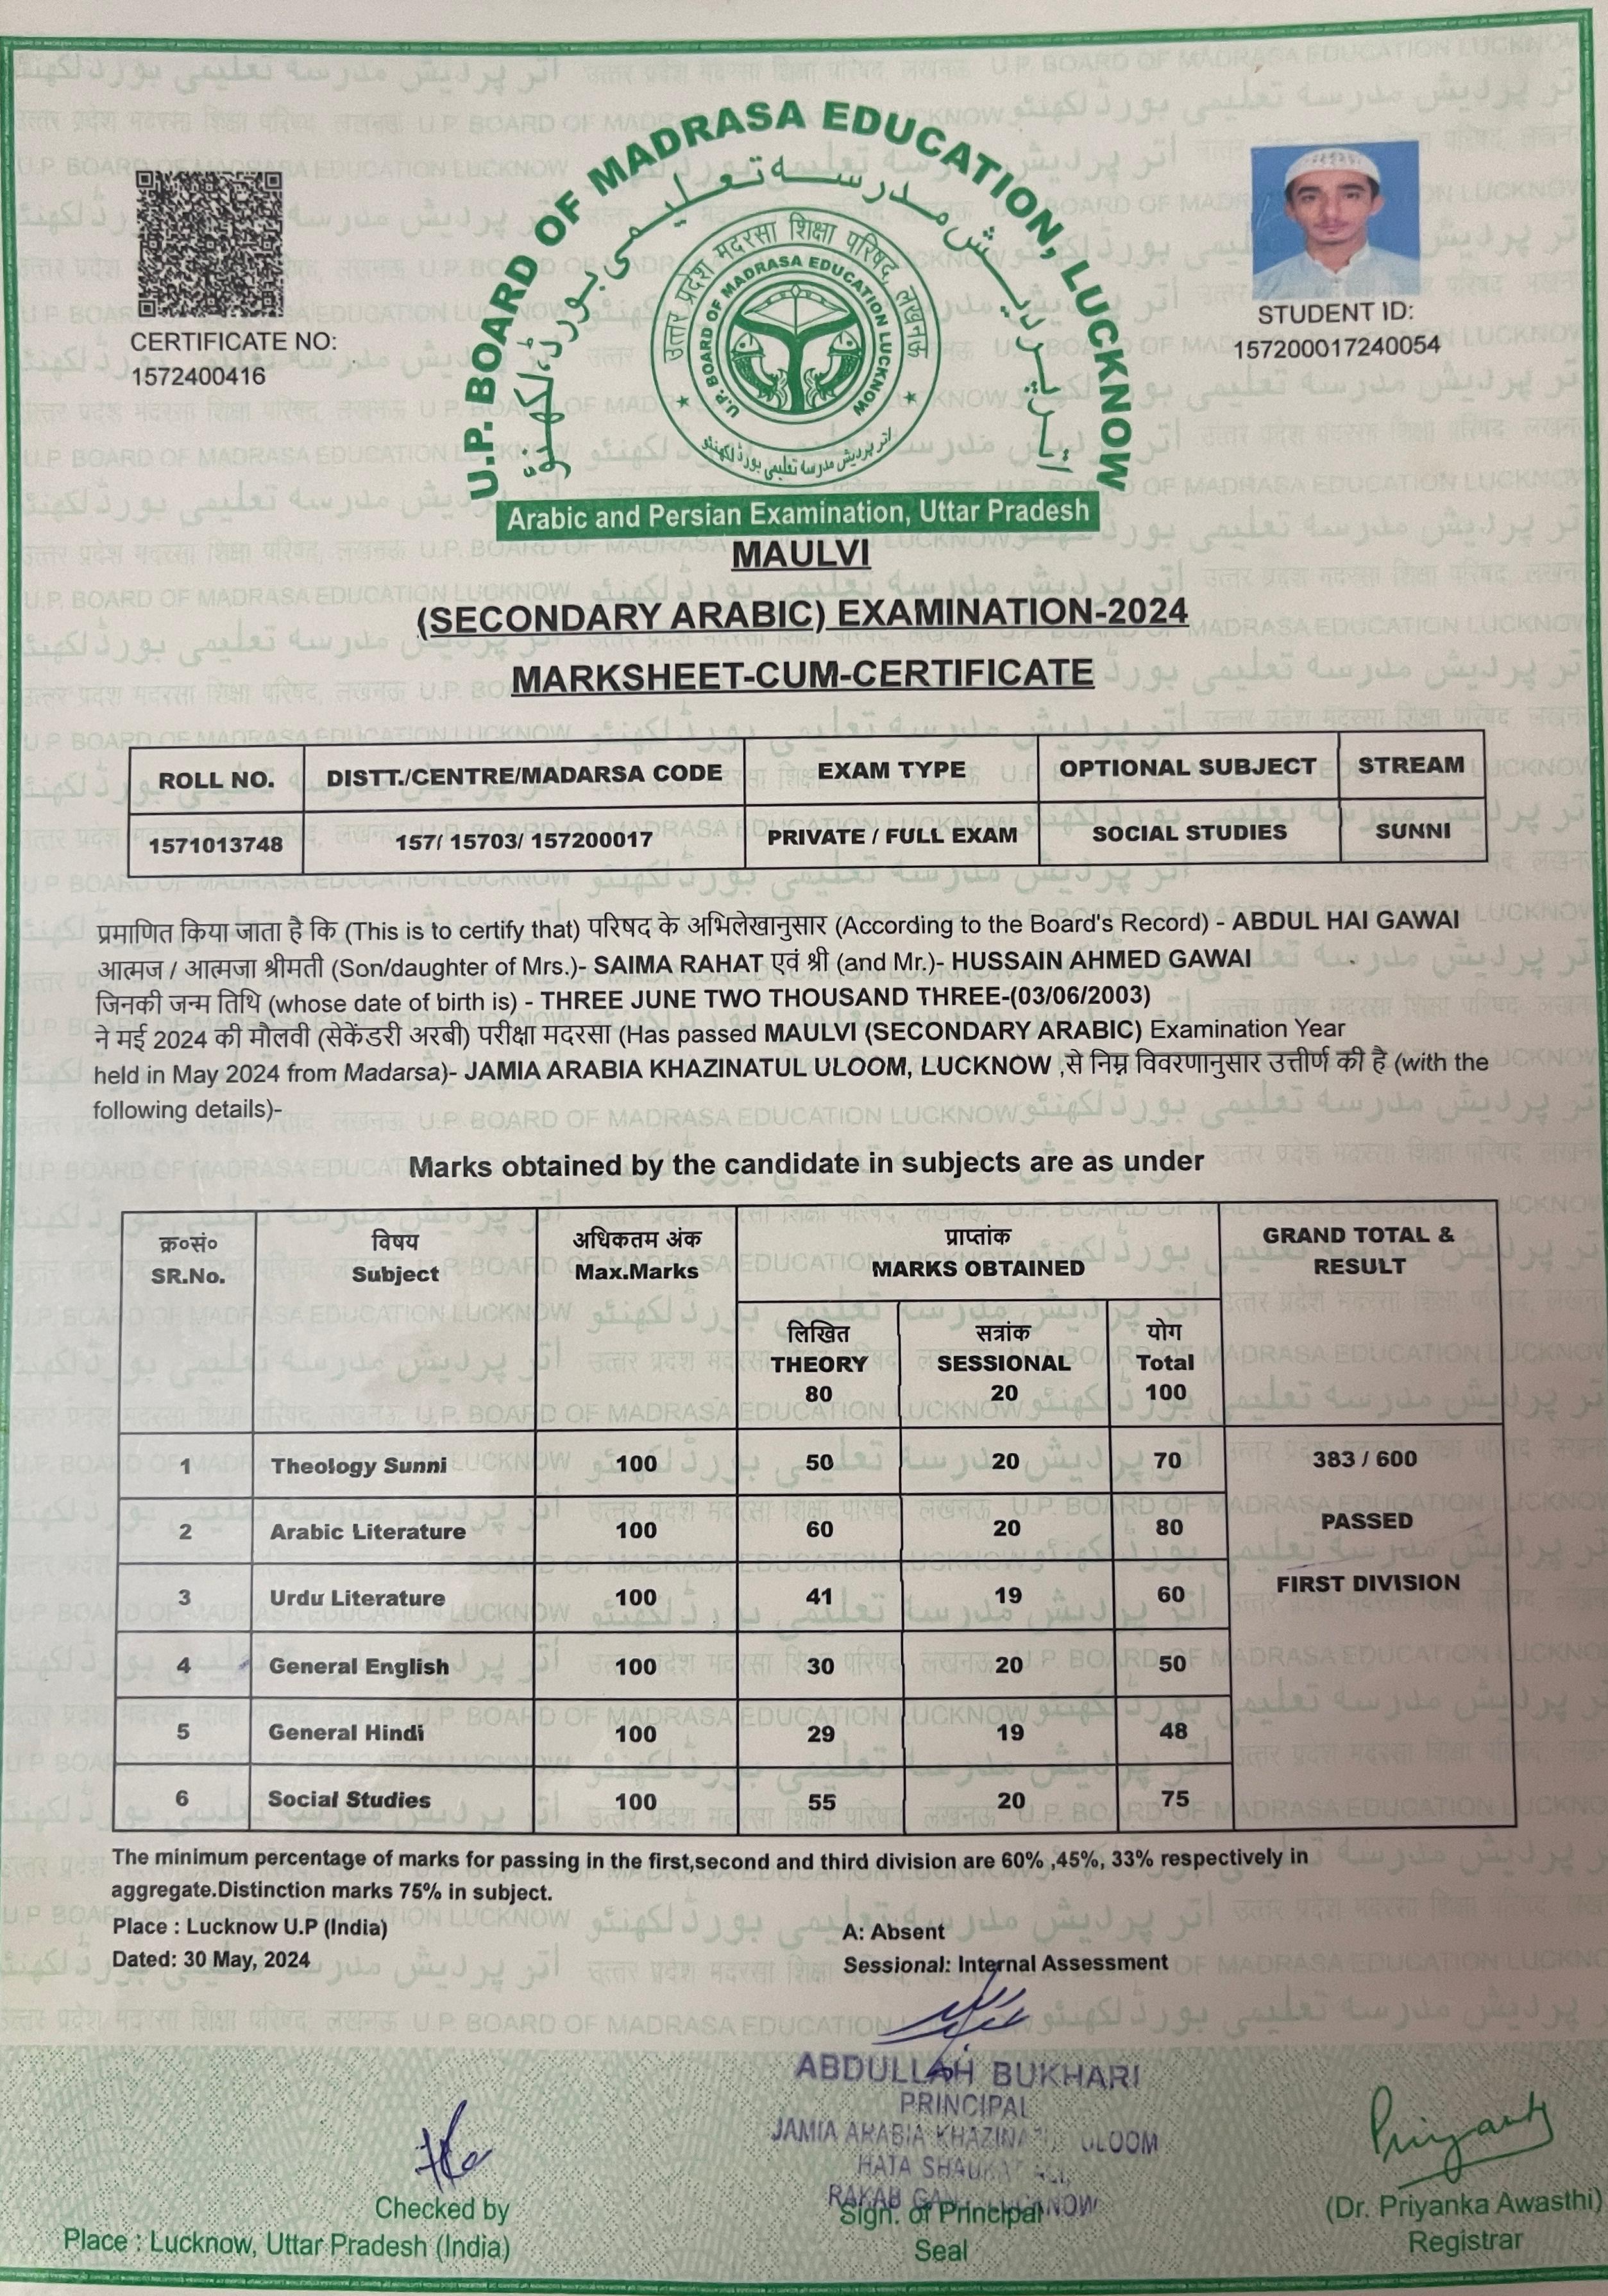 U.P. BOARD OF MADRASA EDUCATION, LUCKNOW
اتر پردیش مدرسہ تعلیمی بورڈ، لکھنؤ
उत्तर प्रदेश मदरसा शिक्षा परिषद, लखनऊ
U.P. BOARD OF MADRASA EDUCATION LUCKNOW
اتر پردیش مدرسہ تعلیمی بورڈ لکھنئو
CERTIFICATE NO:
1572400416
STUDENT ID:
157200017240054
Arabic and Persian Examination, Uttar Pradesh
MAULVI
(SECONDARY ARABIC) EXAMINATION-2024
MARKSHEET-CUM-CERTIFICATE
ROLL NO. DISTT./CENTRE/MADARSA CODE EXAM TYPE OPTIONAL SUBJECT STREAM
1571013748 157/ 15703/ 157200017 PRIVATE / FULL EXAM SOCIAL STUDIES SUNNI
प्रमाणित किया जाता है कि (This is to certify that) परिषद के अभिलेखानुसार (According to the Board's Record) - ABDUL HAI GAWAI
आत्मज / आत्मजा श्रीमती (Son/daughter of Mrs.)- SAIMA RAHAT एवं श्री (and Mr.)- HUSSAIN AHMED GAWAI
जिनकी जन्म तिथि (whose date of birth is) - THREE JUNE TWO THOUSAND THREE-(03/06/2003)
ने मई 2024 की मौलवी (सेकेंडरी अरबी) परीक्षा मदरसा (Has passed MAULVI (SECONDARY ARABIC) Examination Year
held in May 2024 from Madarsa)- JAMIA ARABIA KHAZINATUL ULOOM, LUCKNOW ,से निम्न विवरणानुसार उत्तीर्ण की है (with the
following details)-
Marks obtained by the candidate in subjects are as under
क्र०सं० विषय अधिकतम अंक प्राप्तांक GRAND TOTAL &
SR.No. Subject Max.Marks MARKS OBTAINED RESULT
लिखित सत्रांक योग
THEORY SESSIONAL Total
80 20 100
1 Theology Sunni 100 50 20 70 383 / 600
2 Arabic Literature 100 60 20 80 PASSED
3 Urdu Literature 100 41 19 60 FIRST DIVISION
4 General English 100 30 20 50
5 General Hindi 100 29 19 48
6 Social Studies 100 55 20 75
The minimum percentage of marks for passing in the first,second and third division are 60% ,45%, 33% respectively in
aggregate.Distinction marks 75% in subject.
Place : Lucknow U.P (India)
A: Absent
Dated: 30 May, 2024
Sessional: Internal Assessment
ABDULLAH BUKHARI
PRINCIPAL
JAMIA ARABIA ULOOM
HATA
Priyanka
Checked by
Sign. of Principal
(Dr. Priyanka Awasthi)
Place : Lucknow, Uttar Pradesh (India)
Seal
Registrar